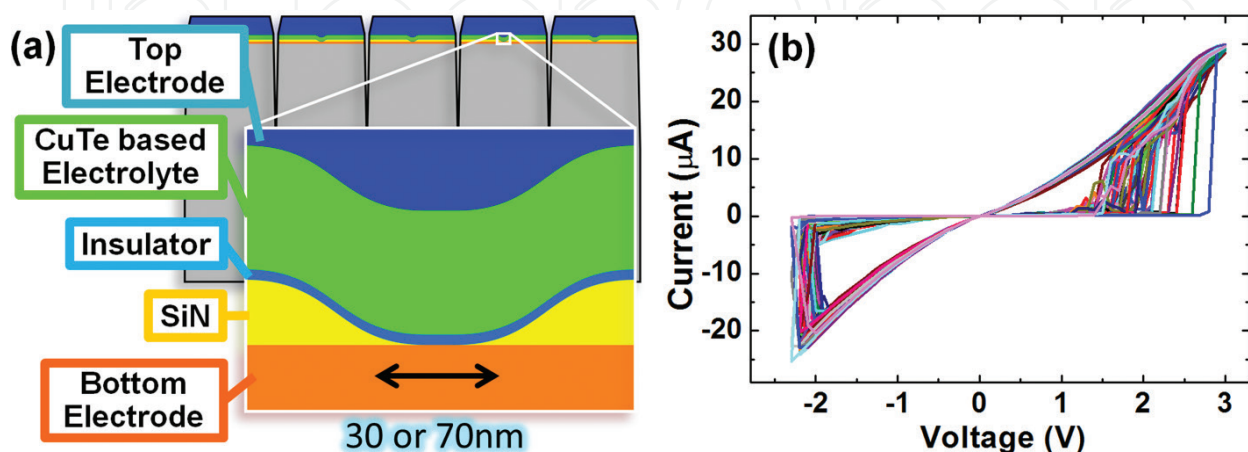 (a)
Top
Electrode
CuTe based
Electrolyte
Insulator
SiN
Bottom
Electrode
30 or 70nm
(b)
Current (μA)
30
20
10
0
-10
-20
-2
-1
0
1
2
3
Voltage (V)